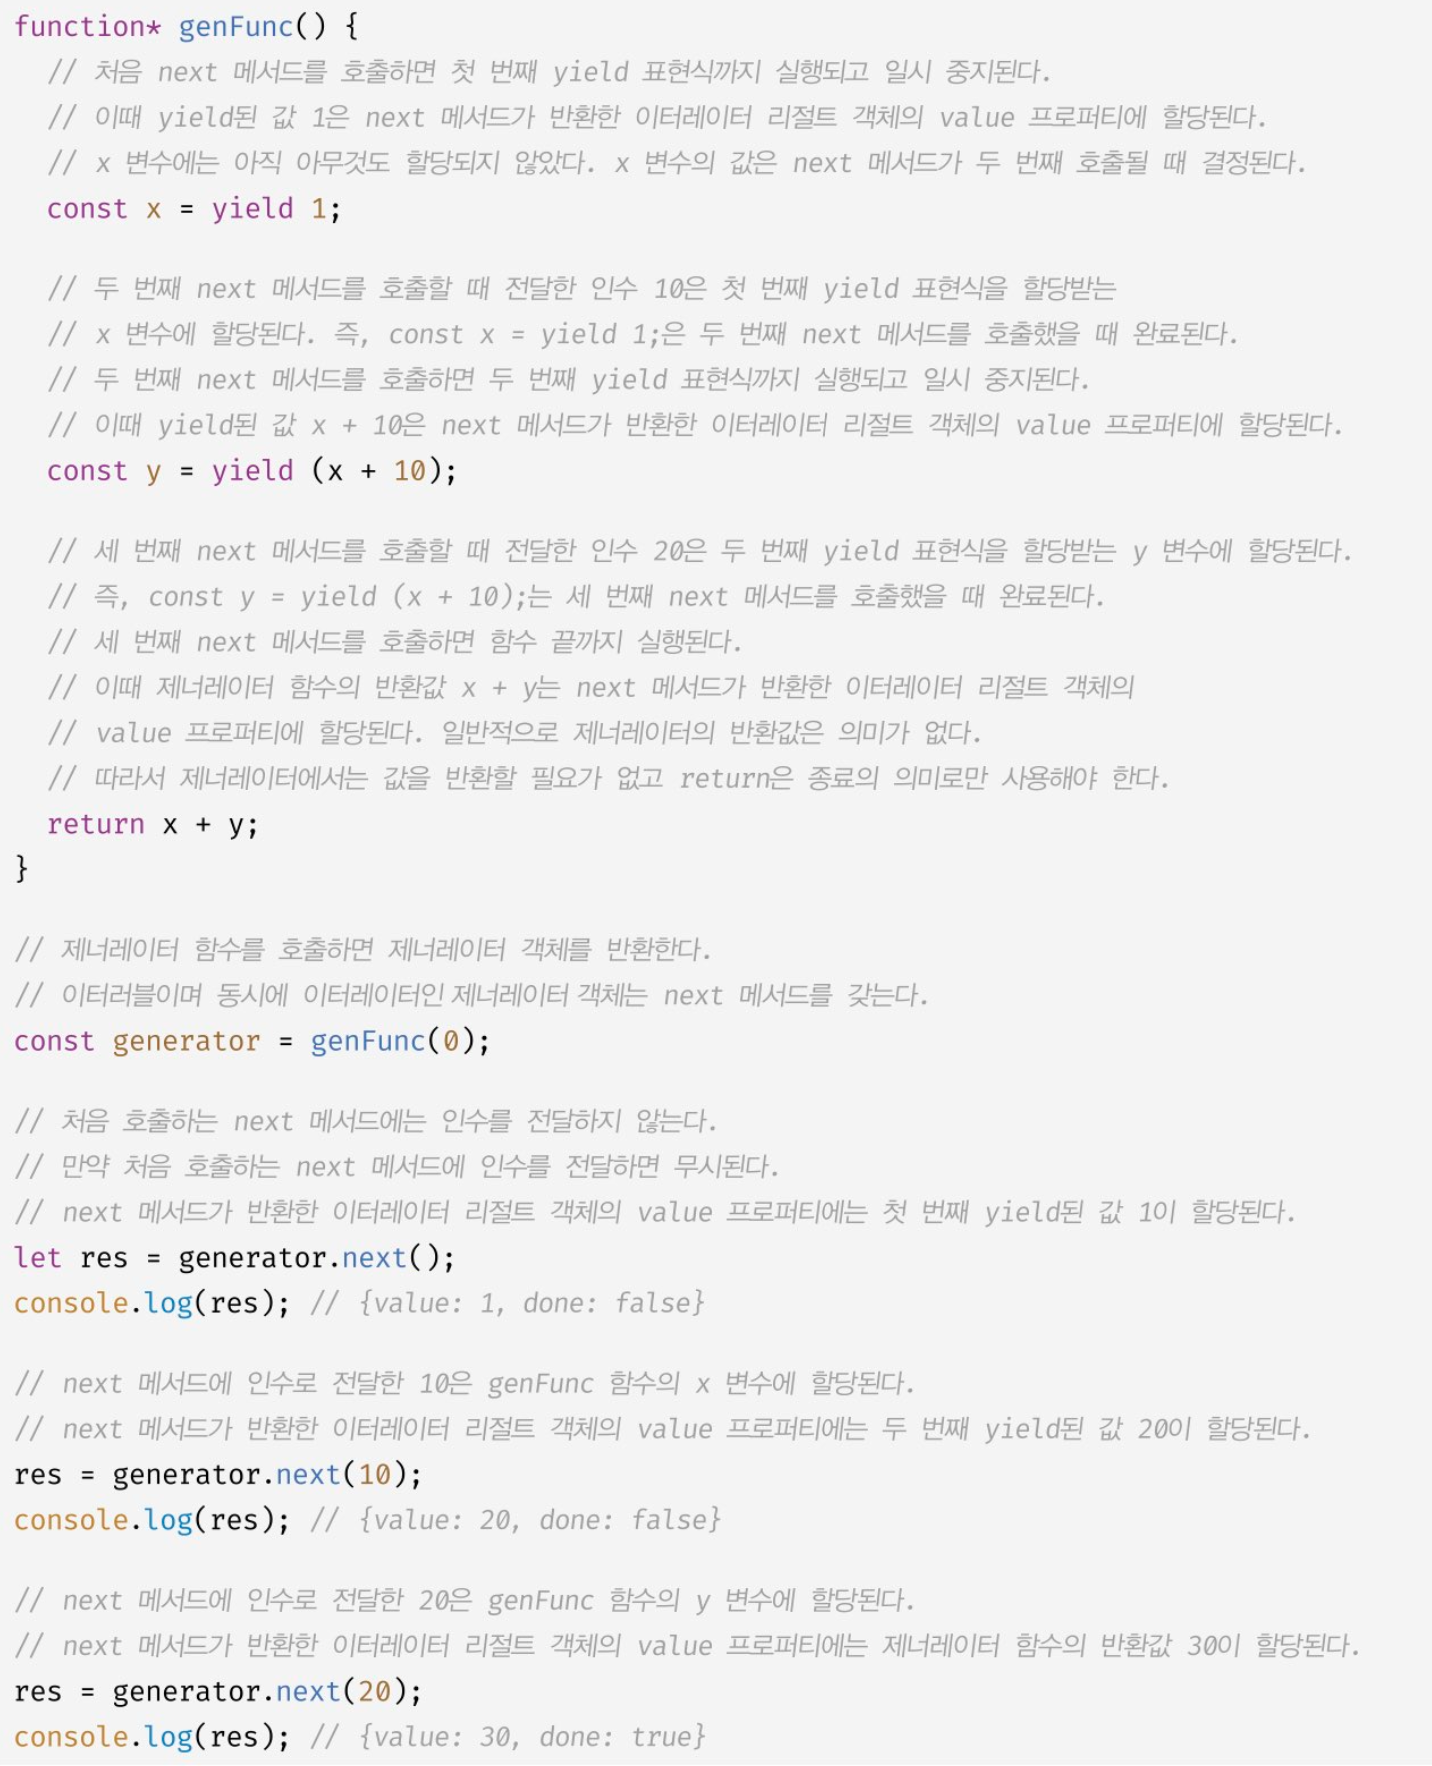 function* genFunc() {
  // 처음 next 메서드를 호출하면 첫 번째 yield 표현식까지 실행되고 일시 중지된다.
  // 이때 yield된 값 1은 next 메서드가 반환한 이터레이터 리절트 객체의 value 프로퍼티에 할당된다.
  // x 변수에는 아직 아무것도 할당되지 않았다. x 변수의 값은 next 메서드가 두 번째 호출될 때 결정된다.
  const x = yield 1;

  // 두 번째 next 메서드를 호출할 때 전달한 인수 10은 첫 번째 yield 표현식을 할당받는
  // x 변수에 할당된다. 즉, const x = yield 1;은 두 번째 next 메서드를 호출했을 때 완료된다.
  // 두 번째 next 메서드를 호출하면 두 번째 yield 표현식까지 실행되고 일시 중지된다.
  // 이때 yield된 값 x + 10은 next 메서드가 반환한 이터레이터 리절트 객체의 value 프로퍼티에 할당된다.
  const y = yield (x + 10);

  // 세 번째 next 메서드를 호출할 때 전달한 인수 20은 두 번째 yield 표현식을 할당받는 y 변수에 할당된다.
  // 즉, const y = yield (x + 10);는 세 번째 next 메서드를 호출했을 때 완료된다.
  // 세 번째 next 메서드를 호출하면 함수 끝까지 실행된다.
  // 이때 제너레이터 함수의 반환값 x + y는 next 메서드가 반환한 이터레이터 리절트 객체의
  // value 프로퍼티에 할당된다. 일반적으로 제너레이터의 반환값은 의미가 없다.
  // 따라서 제너레이터에서는 값을 반환할 필요가 없고 return은 종료의 의미로만 사용해야 한다.
  return x + y;
}

// 제너레이터 함수를 호출하면 제너레이터 객체를 반환한다.
// 이터러블이며 동시에 이터레이터인 제너레이터 객체는 next 메서드를 갖는다.
const generator = genFunc(0);

// 처음 호출하는 next 메서드에는 인수를 전달하지 않는다.
// 만약 처음 호출하는 next 메서드에 인수를 전달하면 무시된다.
// next 메서드가 반환한 이터레이터 리절트 객체의 value 프로퍼티에는 첫 번째 yield된 값 1이 할당된다.
let res = generator.next();
console.log(res); // {value: 1, done: false}

// next 메서드에 인수로 전달한 10은 genFunc 함수의 x 변수에 할당된다.
// next 메서드가 반환한 이터레이터 리절트 객체의 value 프로퍼티에는 두 번째 yield된 값 20이 할당된다.
res = generator.next(10);
console.log(res); // {value: 20, done: false}

// next 메서드에 인수로 전달한 20은 genFunc 함수의 y 변수에 할당된다.
// next 메서드가 반환한 이터레이터 리절트 객체의 value 프로퍼티에는 제너레이터 함수의 반환값 30이 할당된다.
res = generator.next(20);
console.log(res); // {value: 30, done: true}